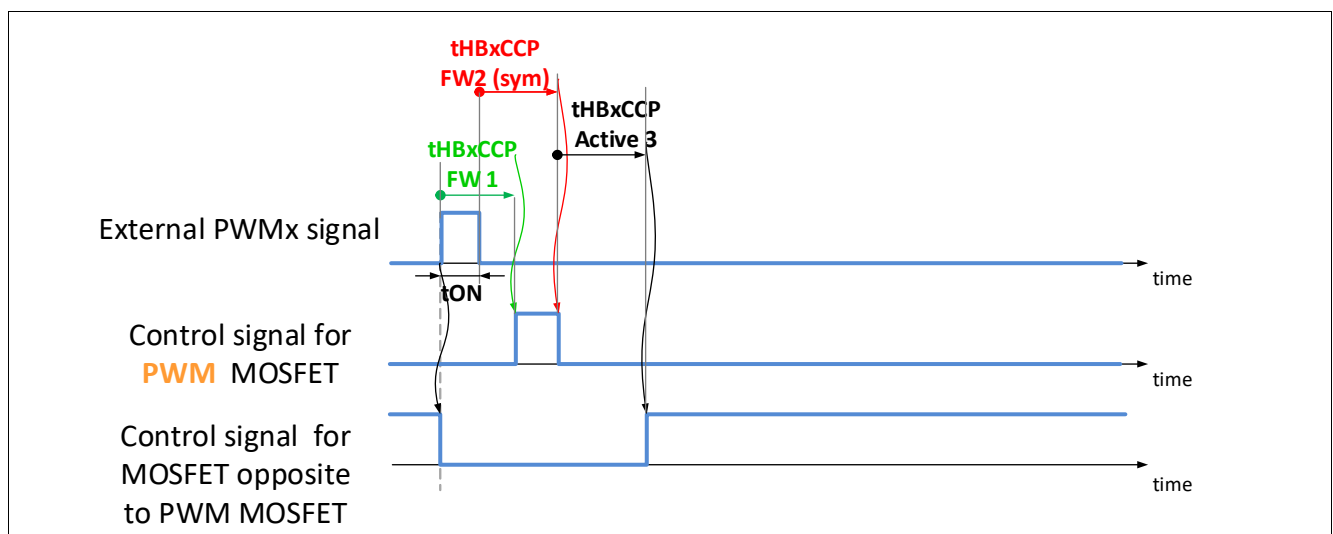 tHBxCCP
FW2 (sym)
tHBxCCP
Active 3
tHBxCCP
FW 1
External PWMx signal
time
tON
Control signal for
PWM MOSFET
time
Control signal for
MOSFET opposite
to PWM MOSFET
time